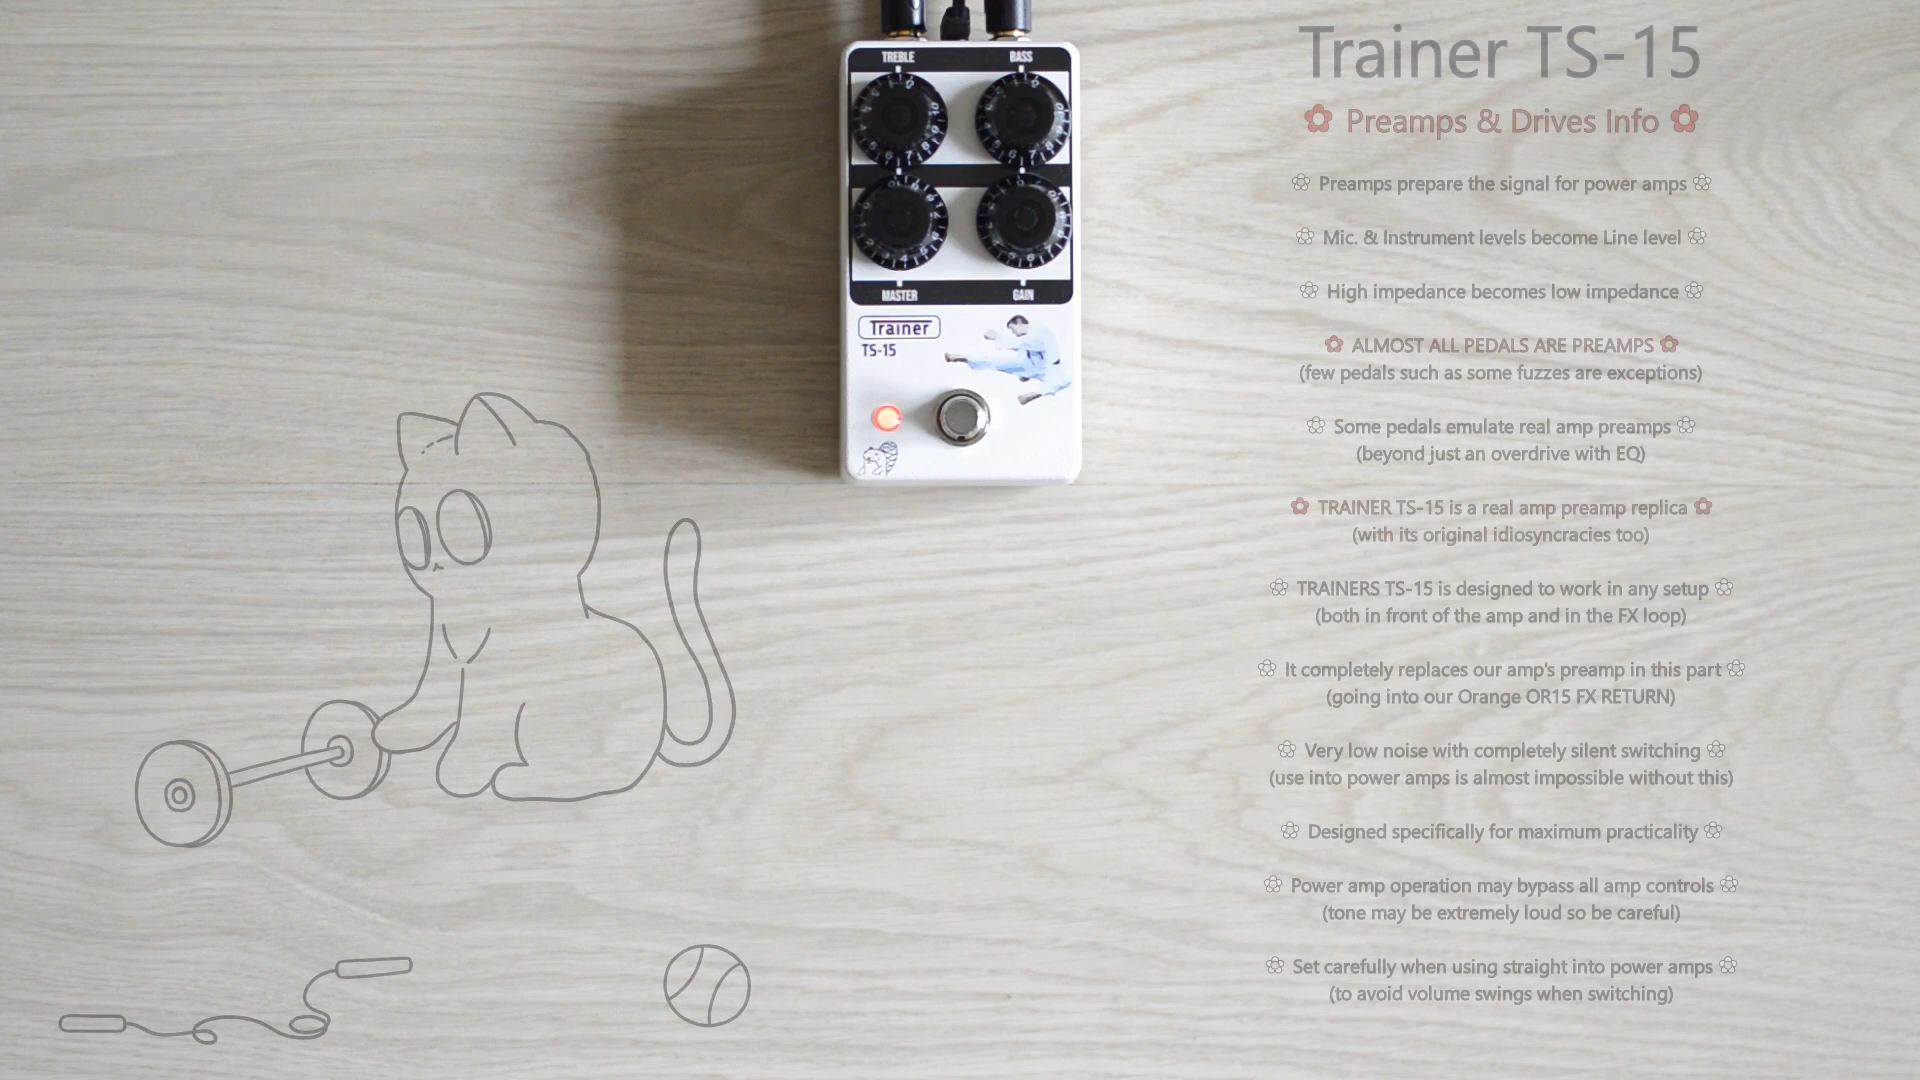 TREBLE BASS
MASTER GAIN
Trainer
TS-15
Trainer TS-15
✿ Preamps & Drives Info ✿
Preamps prepare the signal for power amps
Mic. & Instrument levels become Line level
High impedance becomes low impedance
✿ ALMOST ALL PEDALS ARE PREAMPS ✿
(few pedals such as some fuzzes are exceptions)
Some pedals emulate real amp preamps
(beyond just an overdrive with EQ)
✿ TRAINER TS-15 is a real amp preamp replica ✿
(with its original idiosyncracies too)
TRAINERS TS-15 is designed to work in any setup
(both in front of the amp and in the FX loop)
It completely replaces our amp's preamp in this part
(going into our Orange OR15 FX RETURN)
Very low noise with completely silent switching
(use into power amps is almost impossible without this)
Designed specifically for maximum practicality
Power amp operation may bypass all amp controls
(tone may be extremely loud so be careful)
Set carefully when using straight into power amps
(to avoid volume swings when switching)